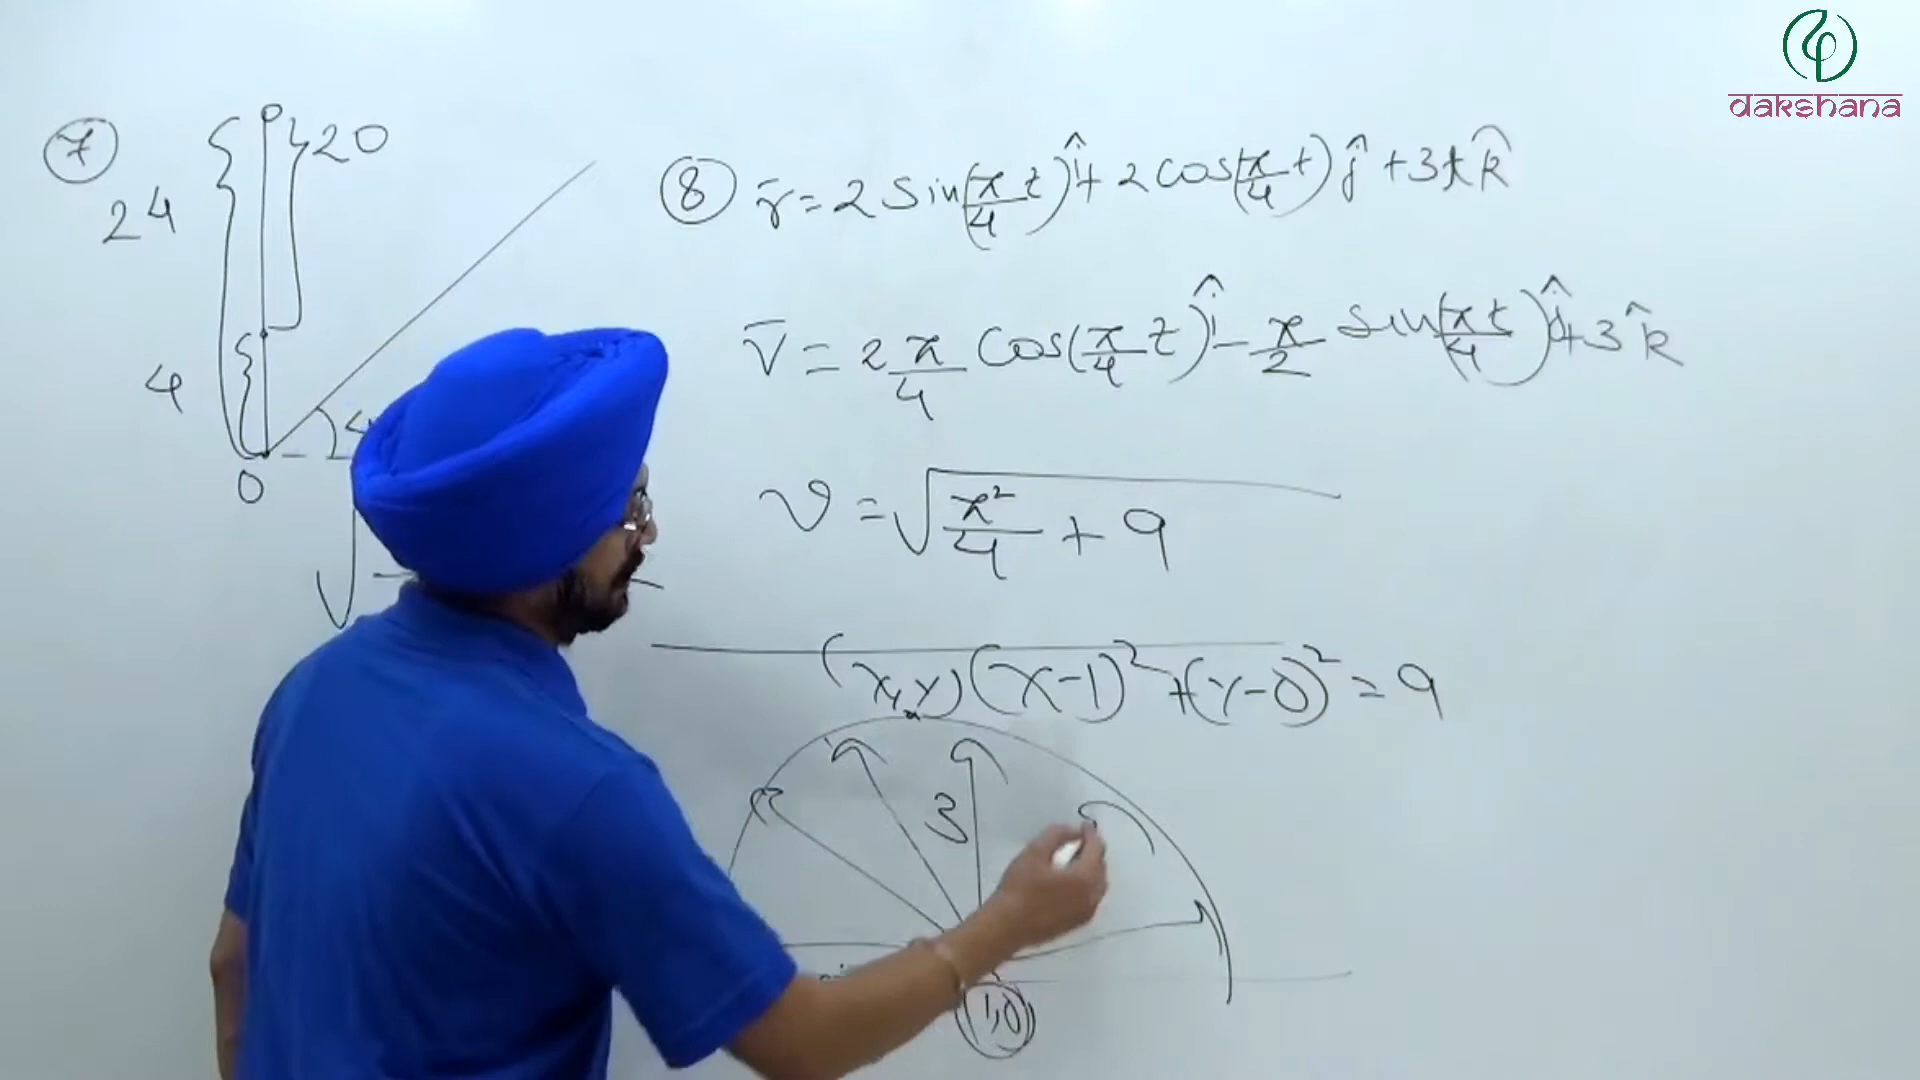 dakshana
⑦
20
24
4
0
⑧ r̄ = 2 sin(π/4 t) î + 2 cos(π/4 t) ĵ + 3t k̂
v̄ = 2 π/4 cos(π/4 t) î − π/2 sin(πt/4) ĵ + 3 k̂
v = √(π²/4 + 9)
(x, y) (x-1)² + (y-0)² = 9
3
(1,0)